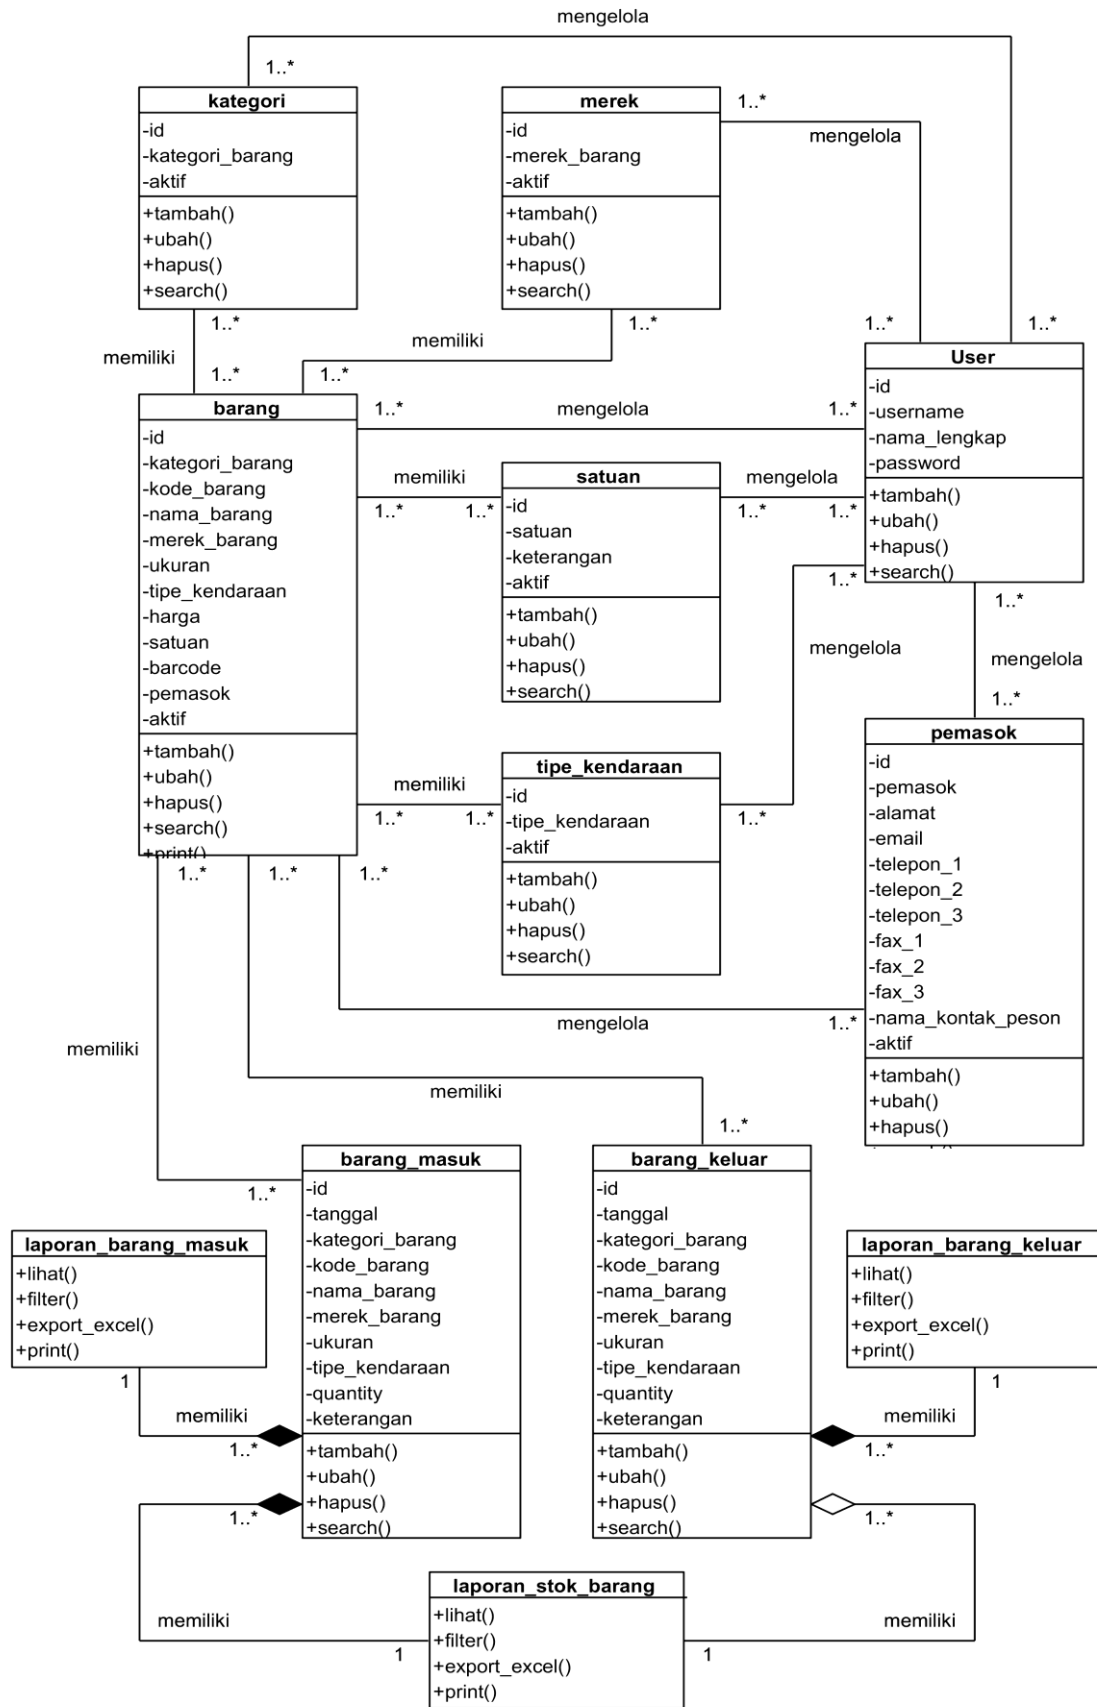 mengelola
1..*
kategori
-id
-kategori_barang
-aktif
+tambah()
+ubah()
+hapus()
+search()
merek
-id
-merek_barang
-aktif
+tambah()
+ubah()
+hapus()
+search()
1..*
mengelola
1..*
memiliki
1..*
1..*
memiliki
1..*
1..*
1..*
User
-id
-username
-nama_lengkap
-password
+tambah()
+ubah()
+hapus()
+search()
barang
-id
-kategori_barang
-kode_barang
-nama_barang
-merek_barang
-ukuran
-tipe_kendaraan
-harga
-satuan
-barcode
-pemasok
-aktif
+tambah()
+ubah()
+hapus()
+search()
+print()
1..*
mengelola
1..*
memiliki
1..*
1..*
satuan
-id
-satuan
-keterangan
-aktif
+tambah()
+ubah()
+hapus()
+search()
mengelola
1..*
1..*
1..*
mengelola
1..*
1..*
mengelola
1..*
memiliki
1..*
1..*
tipe_kendaraan
-id
-tipe_kendaraan
-aktif
+tambah()
+ubah()
+hapus()
+search()
pemasok
-id
-pemasok
-alamat
-email
-telepon_1
-telepon_2
-telepon_3
-fax_1
-fax_2
-fax_3
-nama_kontak_peson
-aktif
+tambah()
+ubah()
+hapus()
1..*
1..*
1..*
mengelola
1..*
memiliki
memiliki
1..*
1..*
barang_masuk
-id
-tanggal
-kategori_barang
-kode_barang
-nama_barang
-merek_barang
-ukuran
-tipe_kendaraan
-quantity
-keterangan
+tambah()
+ubah()
+hapus()
+search()
barang_keluar
-id
-tanggal
-kategori_barang
-kode_barang
-nama_barang
-merek_barang
-ukuran
-tipe_kendaraan
-quantity
-keterangan
+tambah()
+ubah()
+hapus()
+search()
laporan_barang_masuk
+lihat()
+filter()
+export_excel()
+print()
laporan_barang_keluar
+lihat()
+filter()
+export_excel()
+print()
1
memiliki
1..*
1
memiliki
1..*
1..*
1..*
laporan_stok_barang
+lihat()
+filter()
+export_excel()
+print()
memiliki
1
memiliki
1